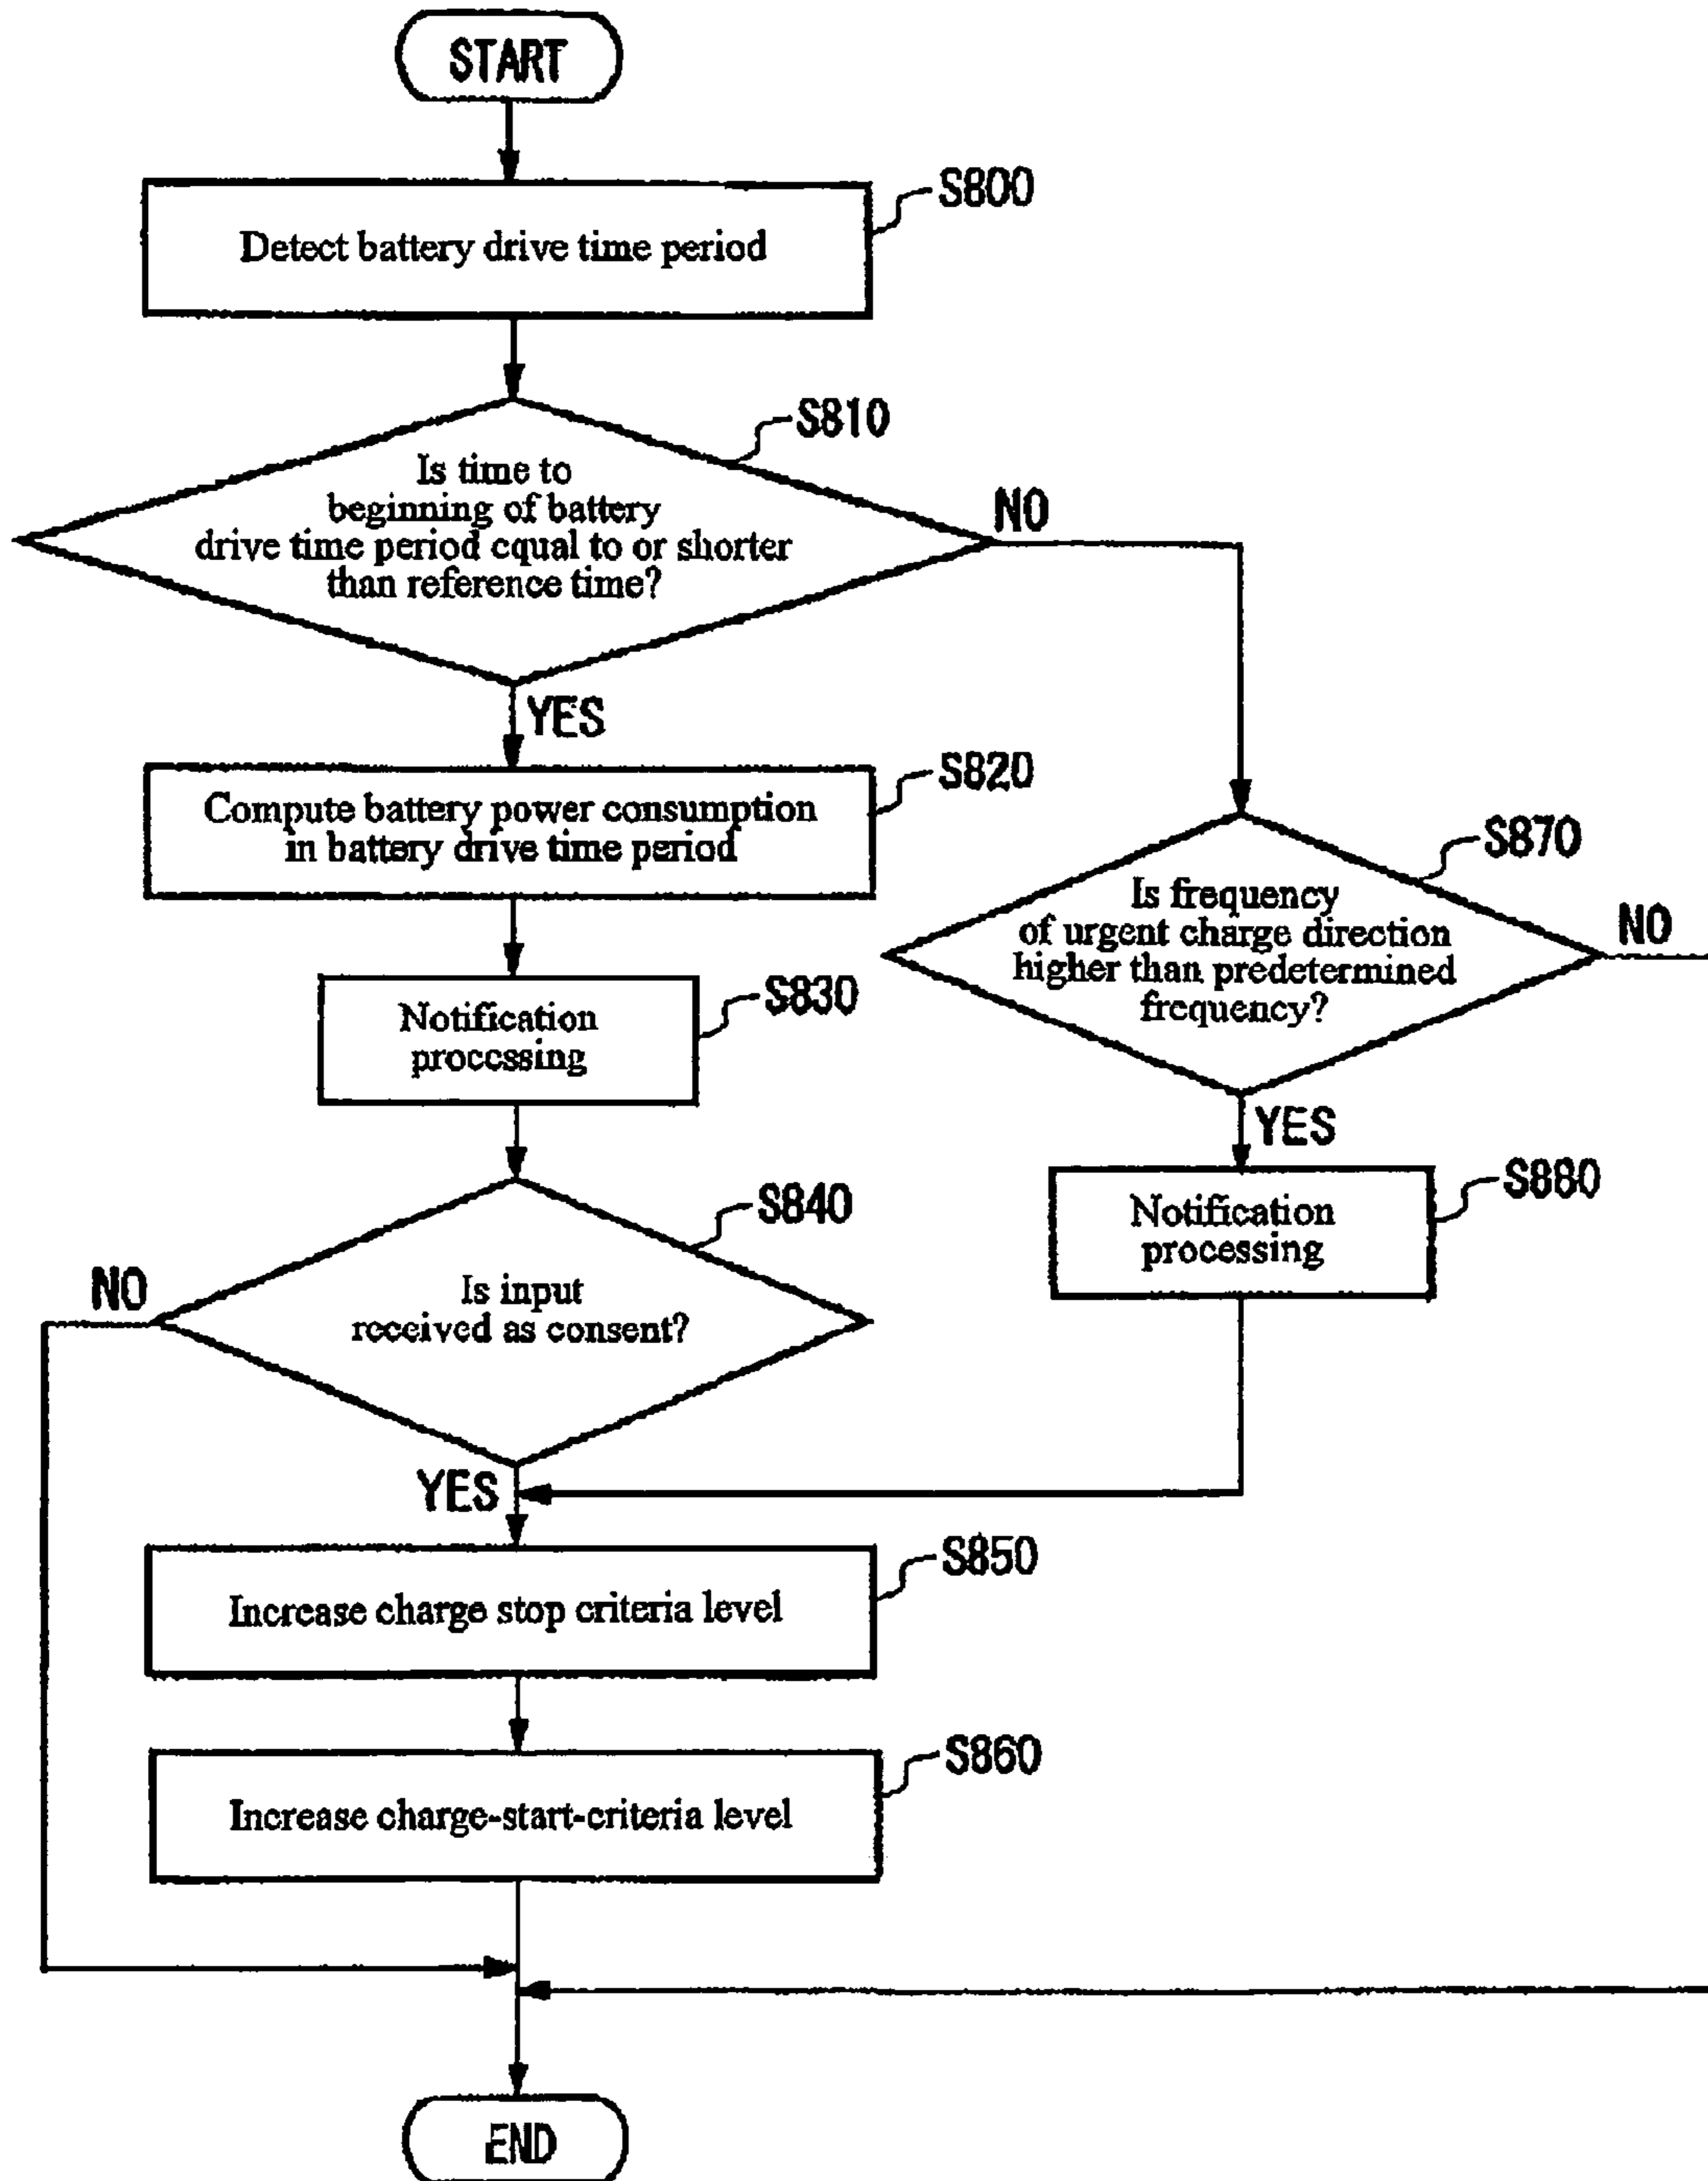 START
S800
Detect battery drive time period
S810
Is time to
beginning of battery
drive time period equal to or shorter
than reference time?
NO
YES
S820
Compute battery power consumption
in battery drive time period
S870
Is frequency
of urgent charge direction
higher than predetermined
frequency?
NO
S830
Notification
processing
YES
S880
Notification
processing
S840
NO
Is input
received as consent?
YES
S850
Increase charge stop criteria level
S860
Increase charge-start-criteria level
END